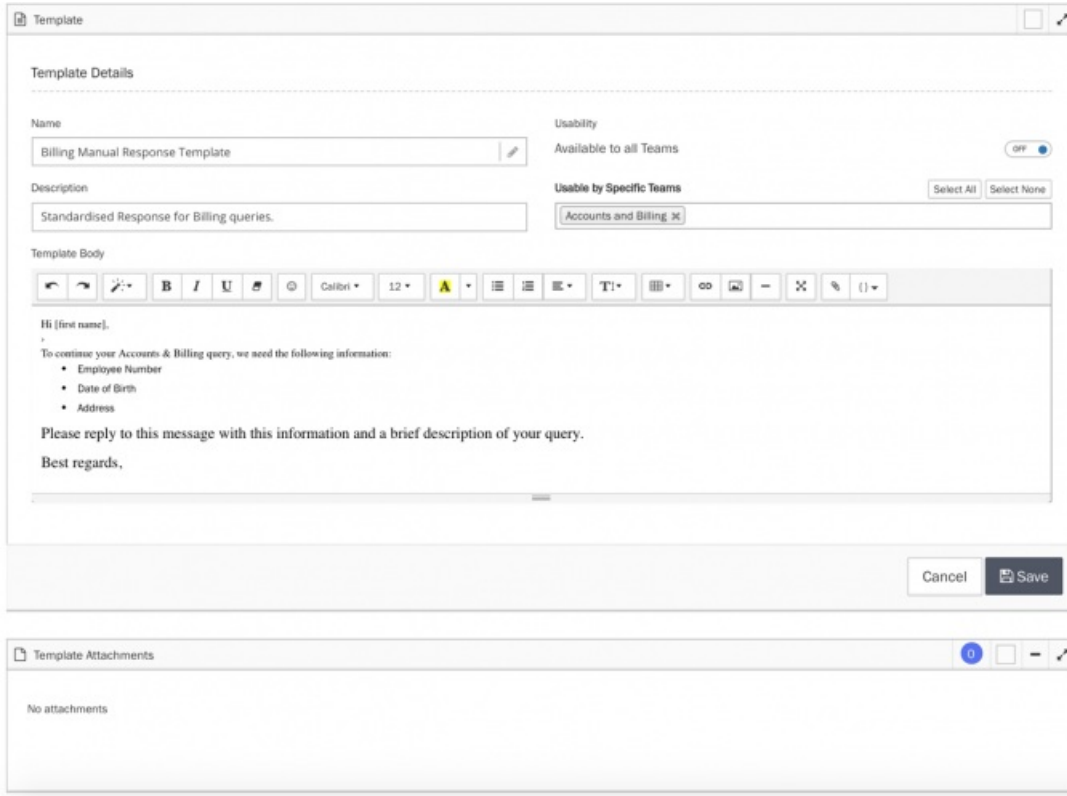 Template
Template Details
Name
Usability
Billing Manual Response Template
Available to all Teams
OFF
Description
Usable by Specific Teams
Select All
Select None
Standardised Response for Billing queries.
Accounts and Billing ×
Template Body
B I U Calibri 12 A T {}
Hi [first name],
,
To continue your Accounts & Billing query, we need the following information:
• Employee Number
• Date of Birth
• Address
Please reply to this message with this information and a brief description of your query.
Best regards,
Cancel
Save
Template Attachments
0
No attachments